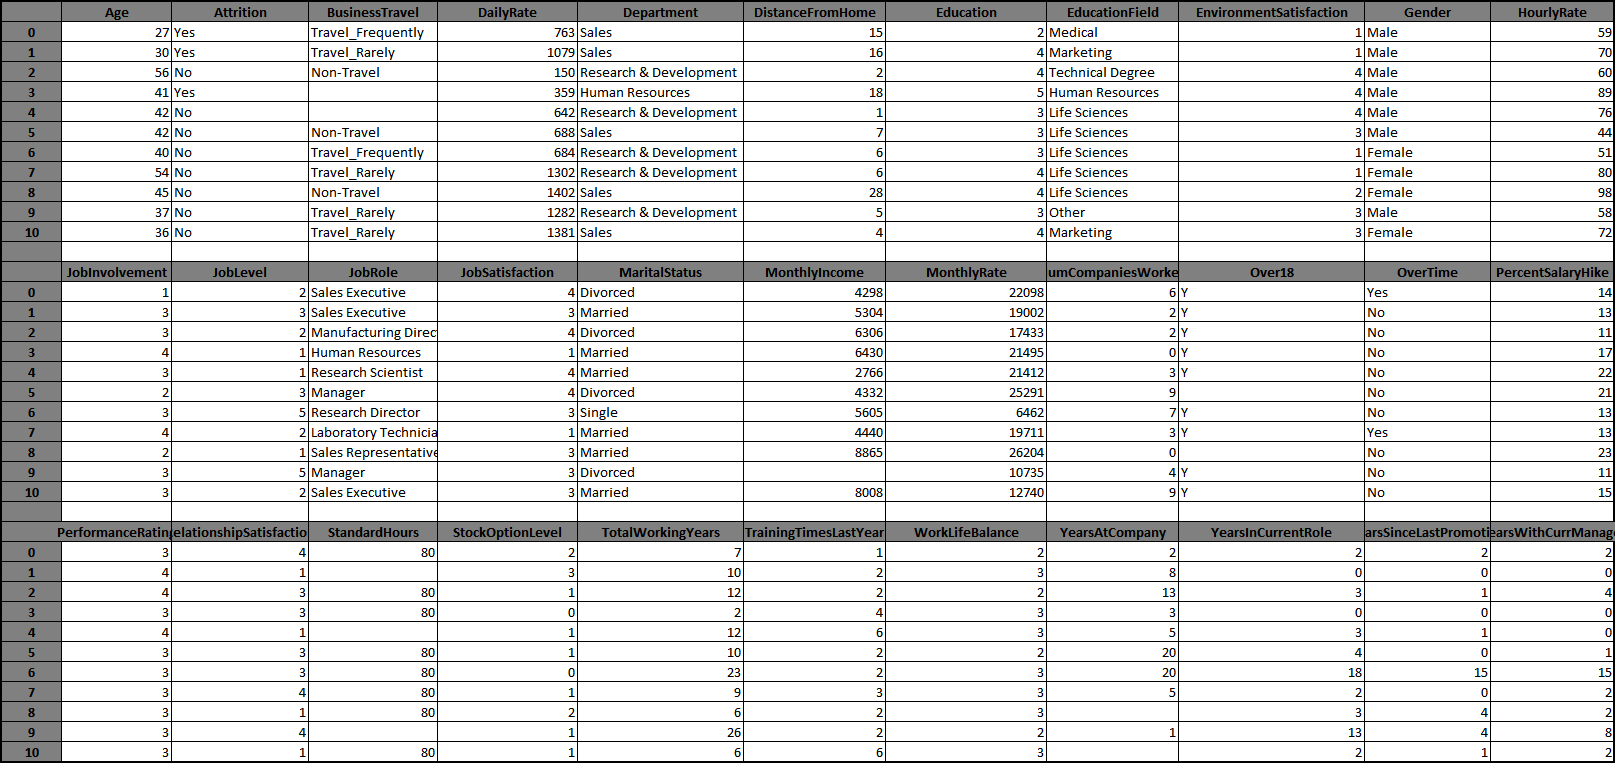 Age Attrition BusinessTravel DailyRate Department DistanceFromHome Education EducationField EnvironmentSatisfaction Gender HourlyRate
0 27 Yes Travel_Frequently 763 Sales 15 2 Medical 1 Male 59
1 30 Yes Travel_Rarely 1079 Sales 16 4 Marketing 1 Male 70
2 56 No Non-Travel 150 Research & Development 2 4 Technical Degree 4 Male 60
3 41 Yes 359 Human Resources 18 5 Human Resources 4 Male 89
4 42 No 642 Research & Development 1 3 Life Sciences 4 Male 76
5 42 No Non-Travel 688 Sales 7 3 Life Sciences 3 Male 44
6 40 No Travel_Frequently 684 Research & Development 6 3 Life Sciences 1 Female 51
7 54 No Travel_Rarely 1302 Research & Development 6 4 Life Sciences 1 Female 80
8 45 No Non-Travel 1402 Sales 28 4 Life Sciences 2 Female 98
9 37 No Travel_Rarely 1282 Research & Development 5 3 Other 3 Male 58
10 36 No Travel_Rarely 1381 Sales 4 4 Marketing 3 Female 72
JobInvolvement JobLevel JobRole JobSatisfaction MaritalStatus MonthlyIncome MonthlyRate umCompaniesWorke Over18 OverTime PercentSalaryHike
0 1 2 Sales Executive 4 Divorced 4298 22098 6 Y Yes 14
1 3 3 Sales Executive 3 Married 5304 19002 2 Y No 13
2 3 2 Manufacturing Direc 4 Divorced 6306 17433 2 Y No 11
3 4 1 Human Resources 1 Married 6430 21495 0 Y No 17
4 3 1 Research Scientist 4 Married 2766 21412 3 Y No 22
5 2 3 Manager 4 Divorced 4332 25291 9 No 21
6 3 5 Research Director 3 Single 5605 6462 7 Y No 13
7 4 2 Laboratory Technicia 1 Married 4440 19711 3 Y Yes 13
8 2 1 Sales Representative 3 Married 8865 26204 0 No 23
9 3 5 Manager 3 Divorced 10735 4 Y No 11
10 3 2 Sales Executive 3 Married 8008 12740 9 Y No 15
PerformanceRating elationshipSatisfactio StandardHours StockOptionLevel TotalWorkingYears TrainingTimesLastYear WorkLifeBalance YearsAtCompany YearsInCurrentRole arsSinceLastPromoti earsWithCurrManag
0 3 4 80 2 7 1 2 2 2 2 2
1 4 1 3 10 2 3 8 0 0 0
2 4 3 80 1 12 2 2 13 3 1 4
3 3 3 80 0 2 4 3 3 0 0 0
4 4 1 1 12 6 3 5 3 1 0
5 3 3 80 1 10 2 2 20 4 0 1
6 3 3 80 0 23 2 3 20 18 15 15
7 3 4 80 1 9 3 3 5 2 0 2
8 3 1 80 2 6 2 3 3 4 2
9 3 4 1 26 2 2 1 13 4 8
10 3 1 80 1 6 6 3 2 1 2